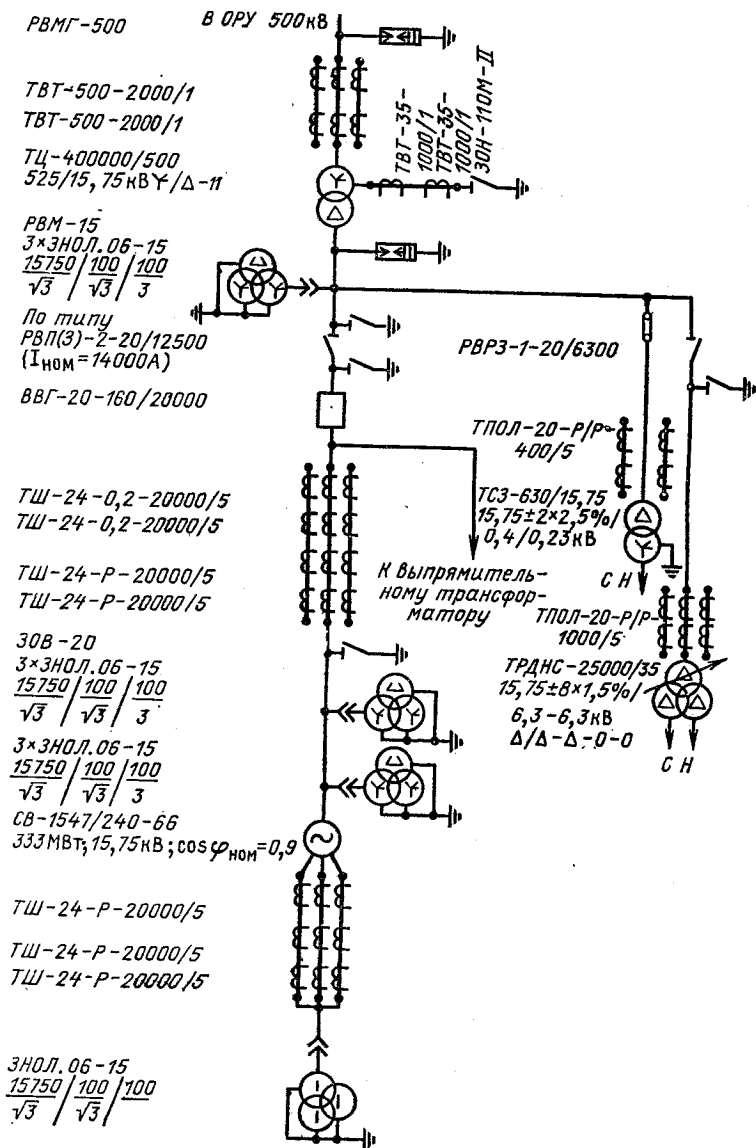 РВМГ-500
В ОРУ 500кВ
ТВТ-500-2000/1
ТВТ-500-2000/1
ТВТ-35-
1000/1
ТВТ-35-
1000/1
ЗОН-110М-II
ТЦ-400000/500
525/15,75кВ Y/Δ-11
РВМ-15
3×ЗНОЛ.06-15
15750/√3 / 100/√3 / 100/3
По типу
РВП(З)-2-20/12500
(Iном=14000А)
РВРЗ-1-20/6300
ВВГ-20-160/20000
ТПОЛ-20-Р/Р-
400/5
ТШ-24-0,2-20000/5
ТШ-24-0,2-20000/5
ТСЗ-630/15,75
15,75±2×2,5%/
0,4/0,23кВ
ТШ-24-Р-20000/5
ТШ-24-Р-20000/5
К выпрямитель-
ному трансфор-
матору
СН
ТПОЛ-20-Р/Р-
1000/5
ЗОВ-20
3×ЗНОЛ.06-15
15750/√3 / 100/√3 / 100/3
ТРДНС-25000/35
15,75±8×1,5%/
6,3-6,3кВ
Δ/Δ-Δ-0-0
СН
3×ЗНОЛ.06-15
15750/√3 / 100/√3 / 100/3
СВ-1547/240-66
333МВт; 15,75кВ; cosφном=0,9
ТШ-24-Р-20000/5
ТШ-24-Р-20000/5
ТШ-24-Р-20000/5
ЗНОЛ.06-15
15750/√3 / 100/√3 / 100